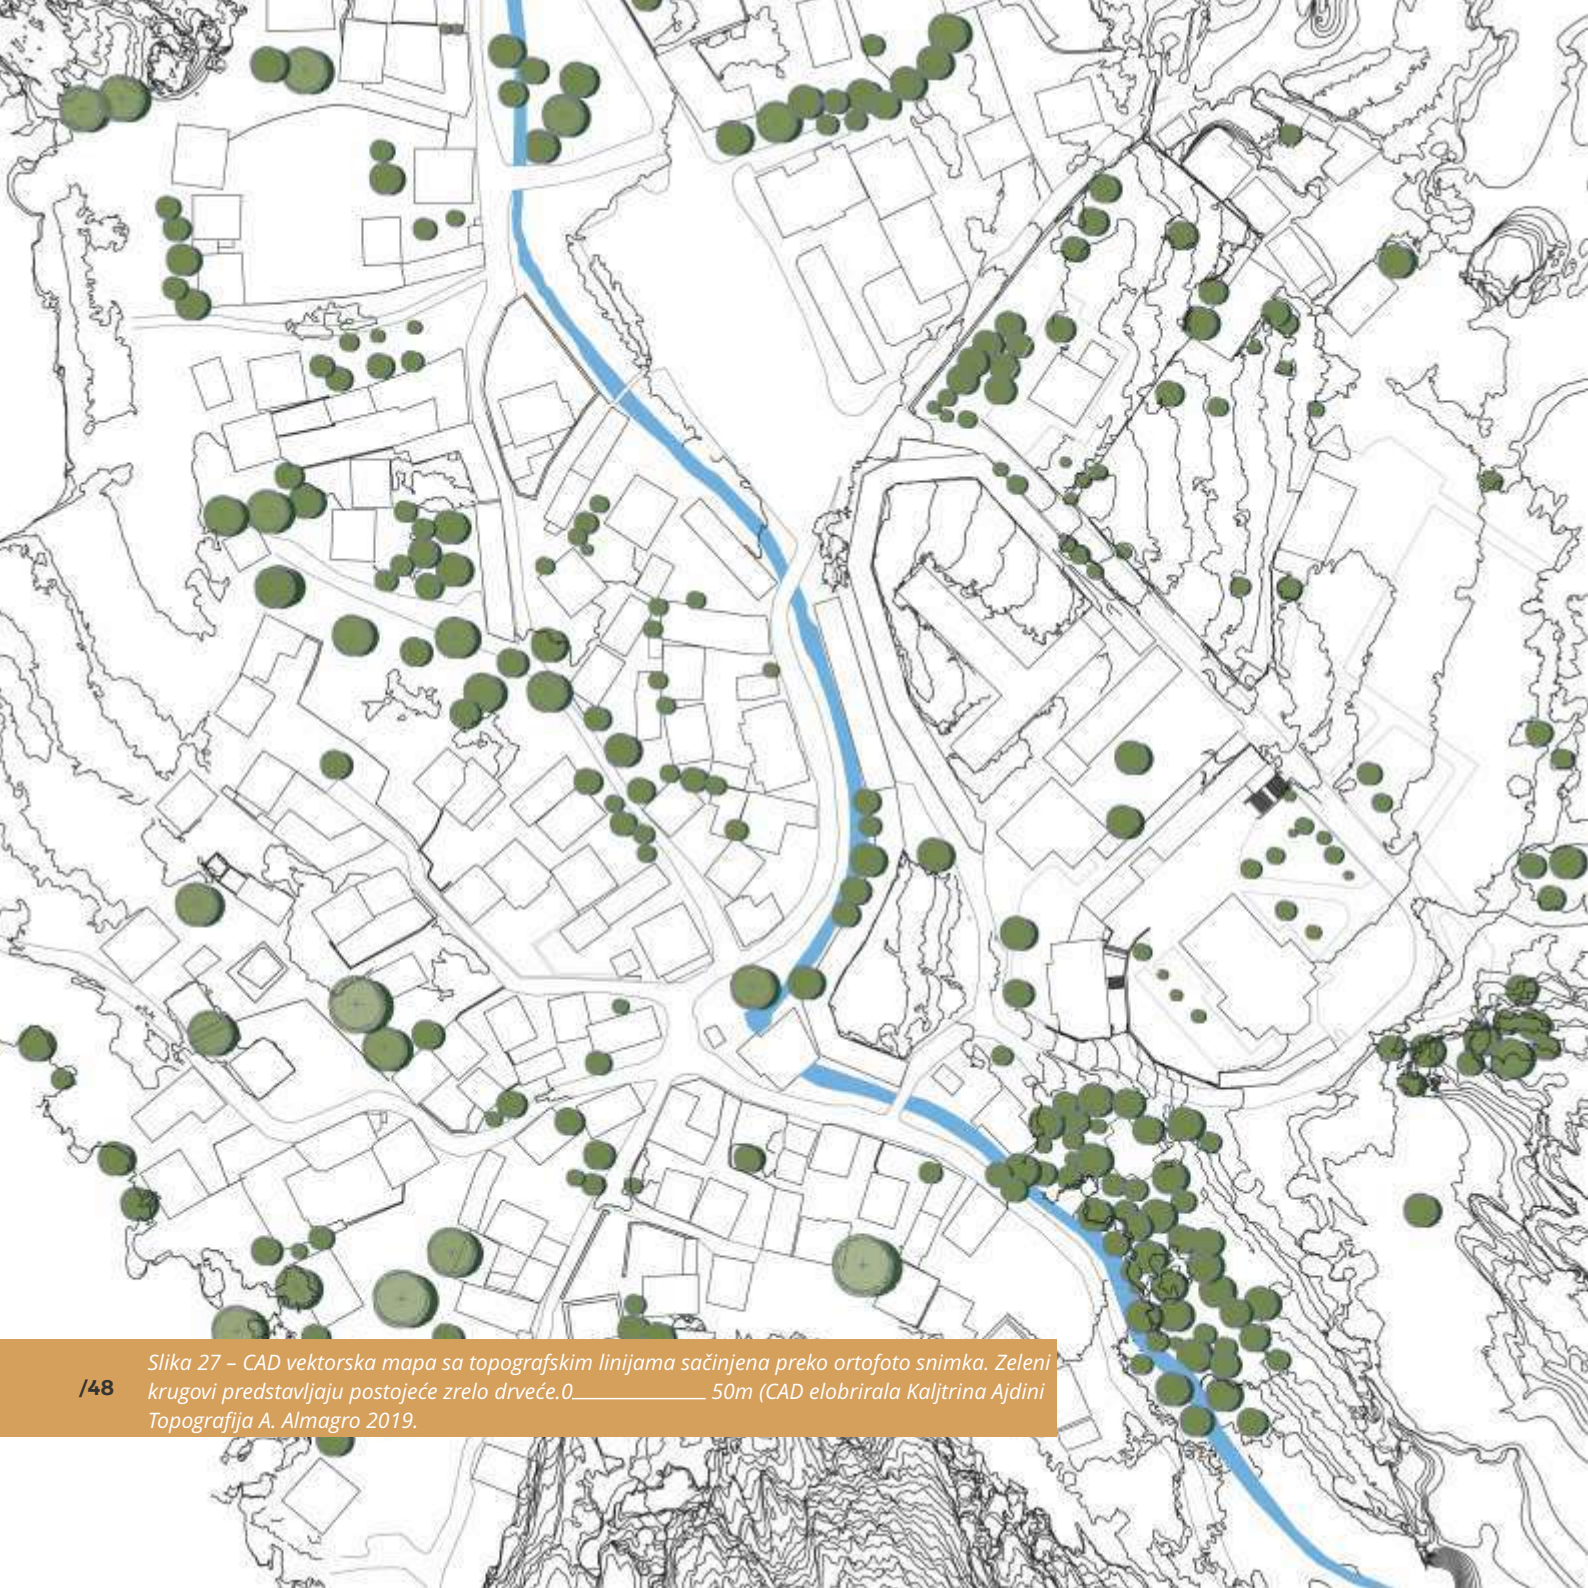 /48
Slika 27 – CAD vektorska mapa sa topografskim linijama sačinjena preko ortofoto snimka. Zeleni
krugovi predstavljaju postojeće zrelo drveće.0____________ 50m (CAD elobrirala Kaljtrina Ajdini
Topografija A. Almagro 2019.